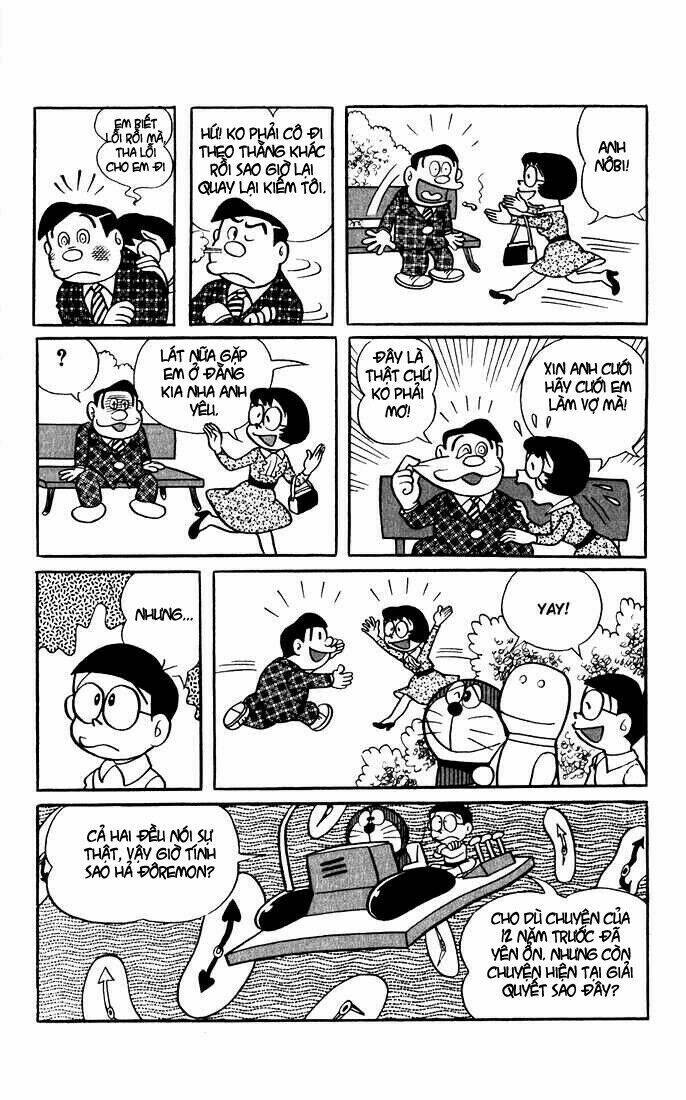 EM BIẾT
LỖI RỒI MÀ,
THA LỖI
CHO EM ĐI
HỨ! KO PHẢI CÔ ĐI
THEO THẰNG KHÁC
RỒI SAO GIỜ LẠI
QUAY LẠI KIẾM TÔI.
ANH
NÔBI!
?
LÁT NỮA GẶP
EM Ở ĐẰNG
KIA NHA ANH
YÊU.
ĐÂY LÀ
THẬT CHỨ
KO PHẢI
MƠ!
XIN ANH CƯỚI
HÃY CƯỚI EM
LÀM VỢ MÀ!
NHƯNG...
YAY!
CẢ HAI ĐỀU NÓI SỰ
THẬT, VẬY GIỜ TÍNH
SAO HẢ ĐÔREMON?
CHO DÙ CHUYỆN CỦA
12 NĂM TRƯỚC ĐÃ
YÊN ỔN, NHƯNG CÒN
CHUYỆN HIỆN TẠI GIẢI
QUYẾT SAO ĐÂY?